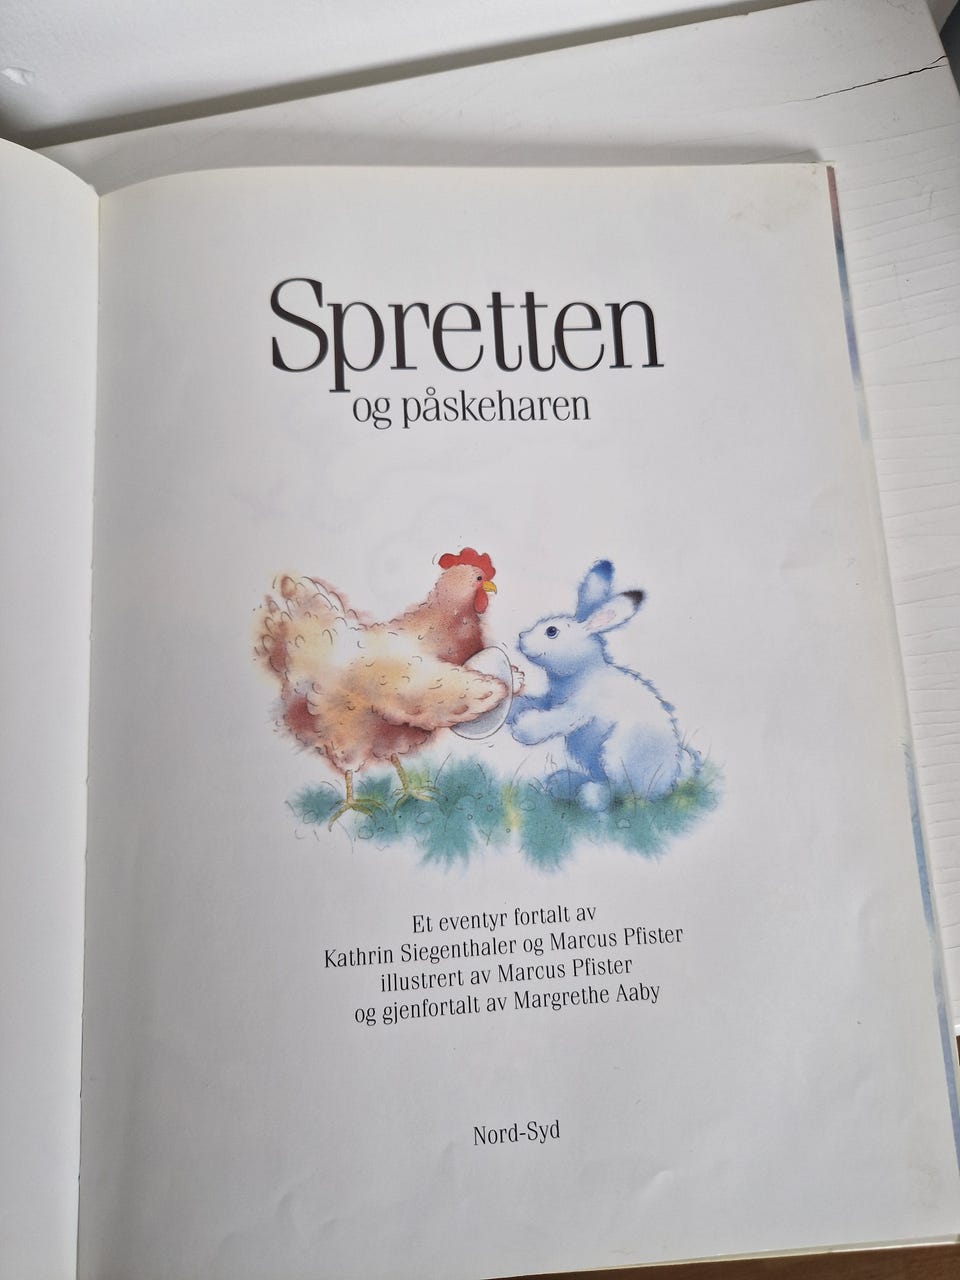 Spretten
og påskeharen
Et eventyr fortalt av
Kathrin Siegenthaler og Marcus Pfister
illustrert av Marcus Pfister
og gjenfortalt av Margrethe Aaby
Nord-Syd